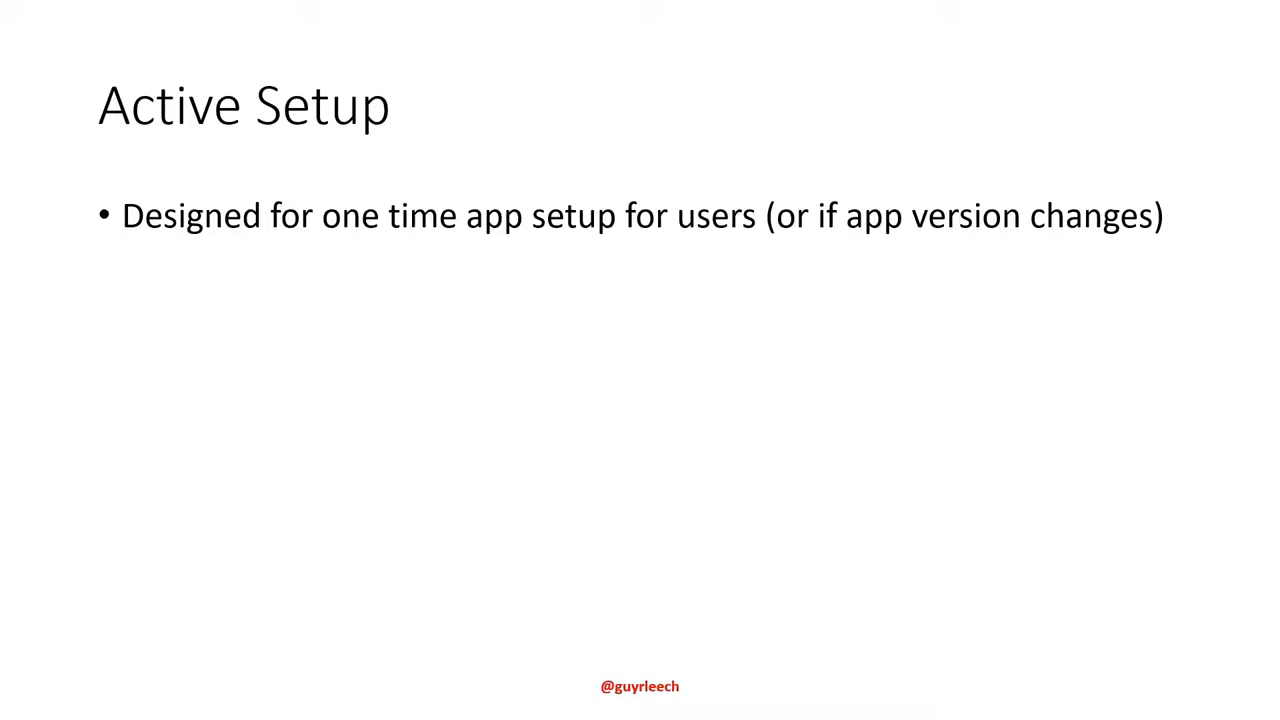 Active Setup
• Designed for one time app setup for users (or if app version changes)
@guyrleech